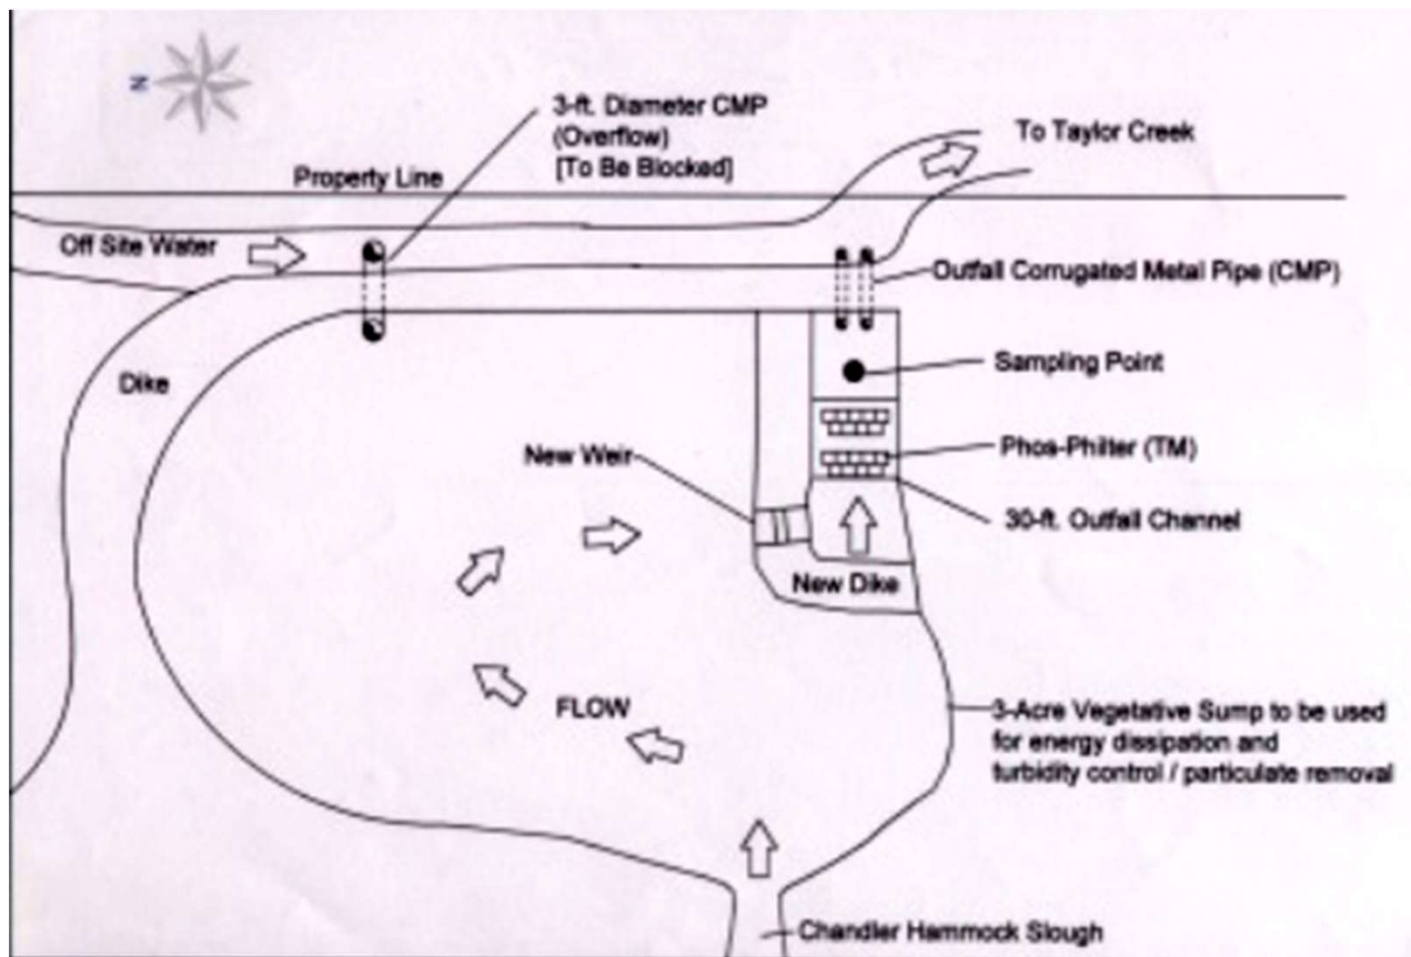 N
3-ft. Diameter CMP
(Overflow)
[To Be Blocked]
To Taylor Creek
Property Line
Off Site Water
Outfall Corrugated Metal Pipe (CMP)
Sampling Point
Dike
Phos-Philter (TM)
New Weir
30-ft. Outfall Channel
New Dike
FLOW
3-Acre Vegetative Sump to be used
for energy dissipation and
turbidity control / particulate removal
Chandler Hammock Slough